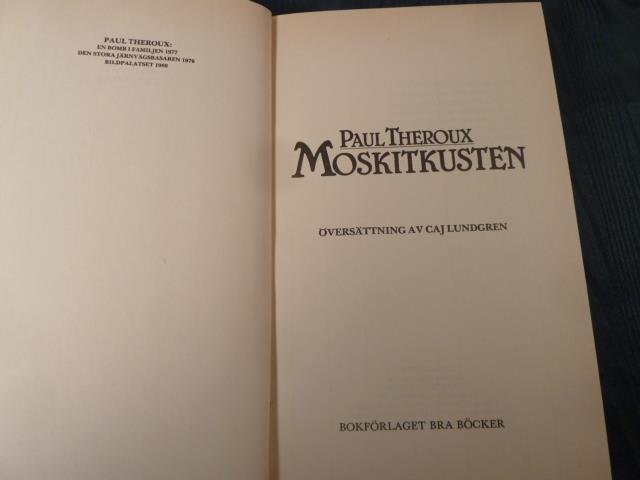 PAUL THEROUX:
EN BOMB I FAMILJEN 1977
DEN STORA JÄRNVÄGSBASAREN 1978
BILDPALATSET 1980
PAUL THEROUX
MOSKITKUSTEN
ÖVERSÄTTNING AV CAJ LUNDGREN
BOKFÖRLAGET BRA BÖCKER